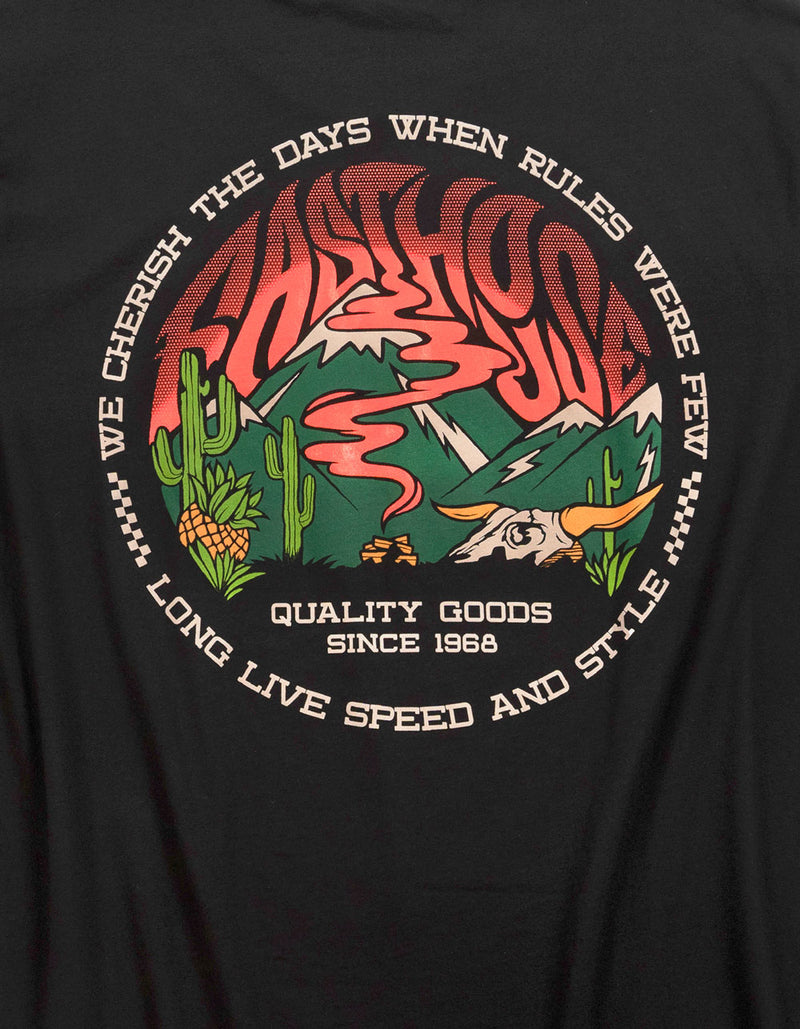 WE CHERISH THE DAYS WHEN RULES WERE FEW
FASTHOUSE
QUALITY GOODS
SINCE 1968
LONG LIVE SPEED AND STYLE